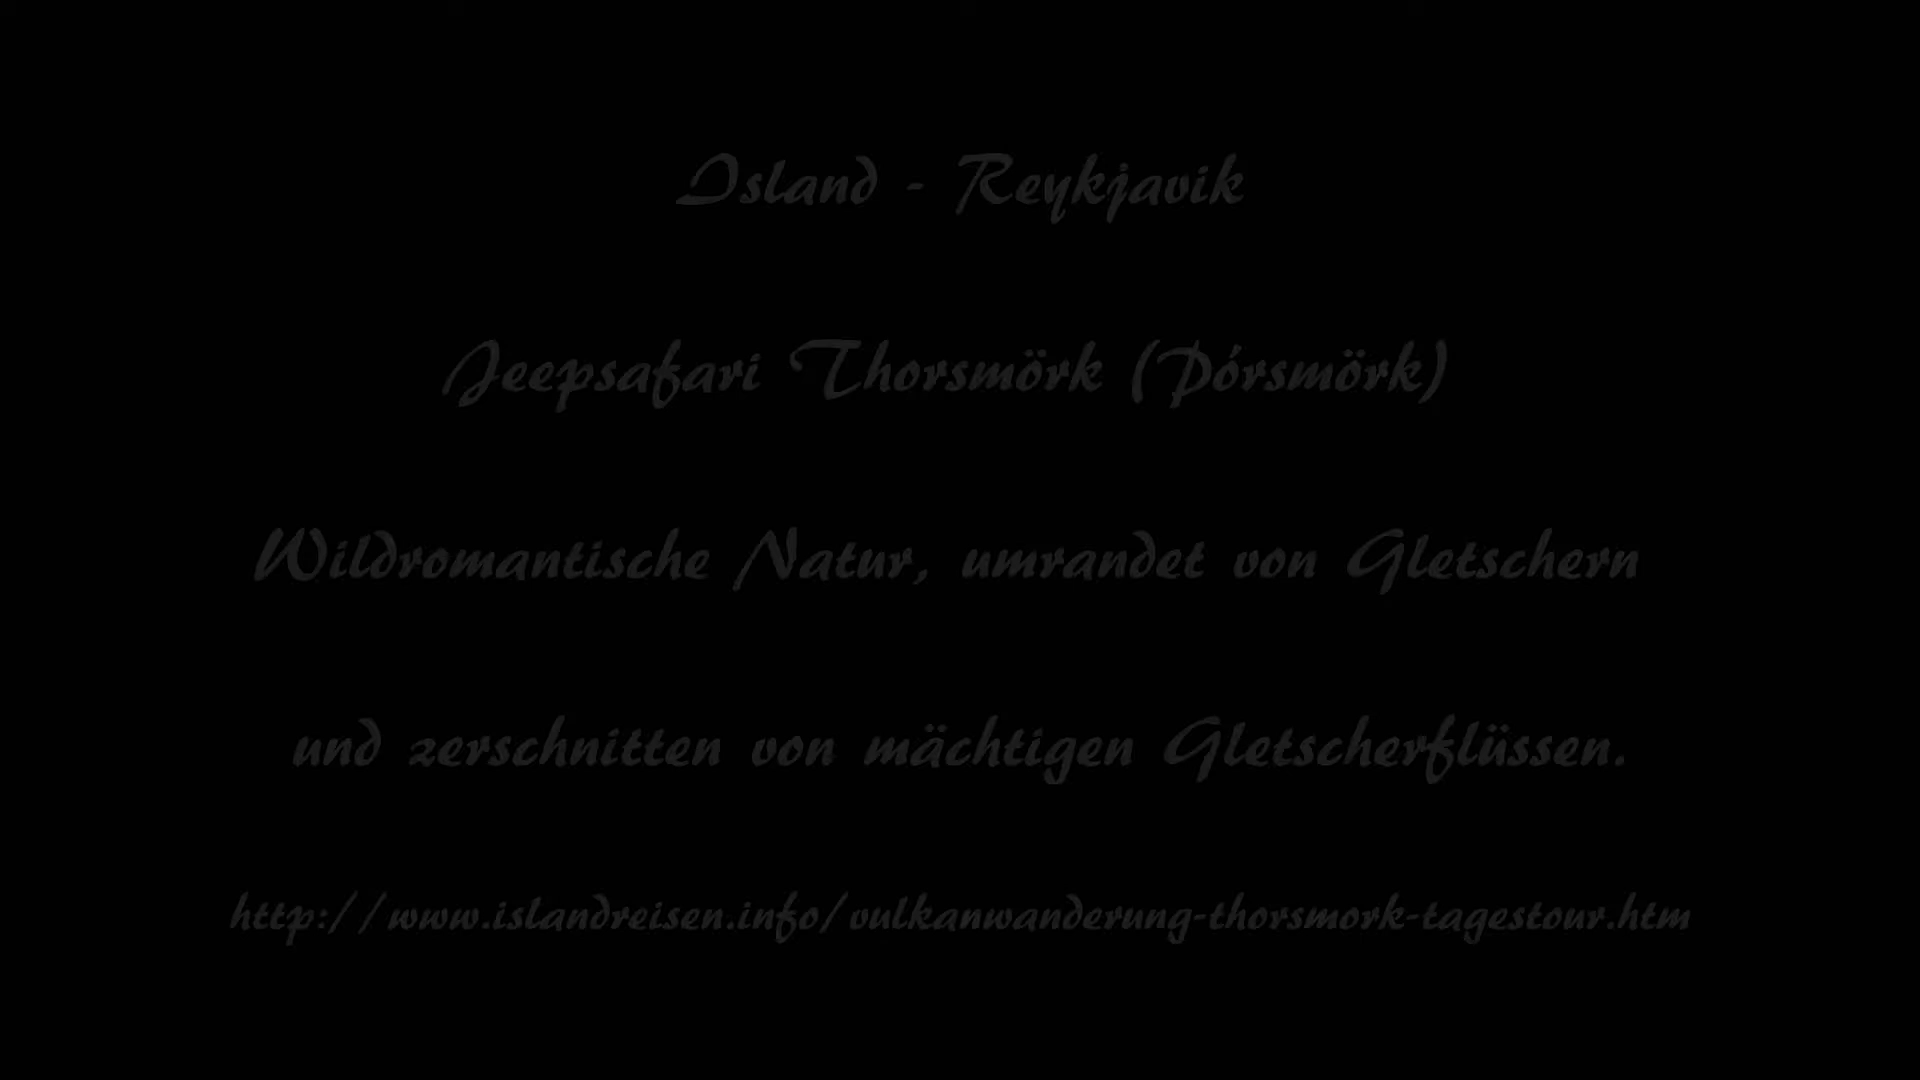 Island - Reykjavik
Jeepsafari Thorsmörk (Þórsmörk)
Wildromantische Natur, umrandet von Gletschern
und zerschnitten von mächtigen Gletscherflüssen.
http://www.islandreisen.info/vulkanwanderung-thorsmork-tagestour.htm